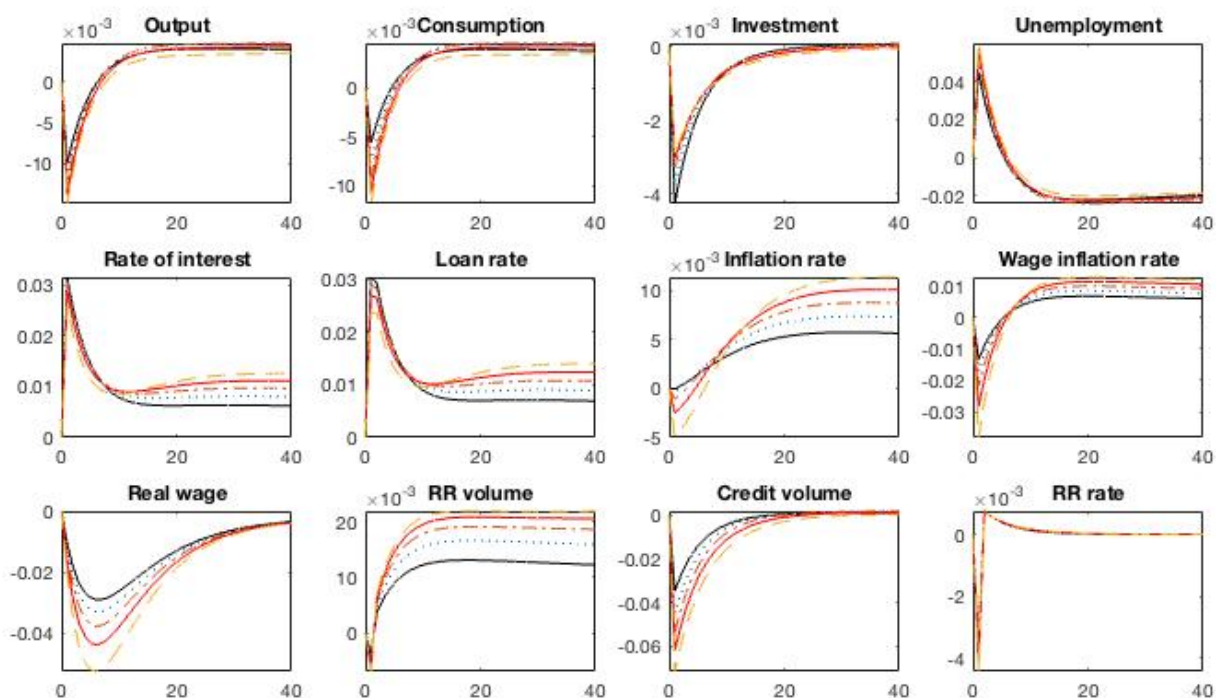 Output Consumption Investment Unemployment
×10⁻³ ×10⁻³ ×10⁻³
0 -5 -10
0 -5 -10
0 -2 -4
0.04 0.02 0 -0.02
0 20 40 0 20 40 0 20 40 0 20 40
Rate of interest Loan rate Inflation rate Wage inflation rate
×10⁻³
0.03 0.02 0.01 0
0.03 0.02 0.01 0
10 5 0 -5
0.01 0 -0.01 -0.02 -0.03
0 20 40 0 20 40 0 20 40 0 20 40
Real wage RR volume Credit volume RR rate
×10⁻³ ×10⁻³
0 -0.02 -0.04
20 10 0
0 -0.02 -0.04 -0.06
0 -2 -4
0 20 40 0 20 40 0 20 40 0 20 40